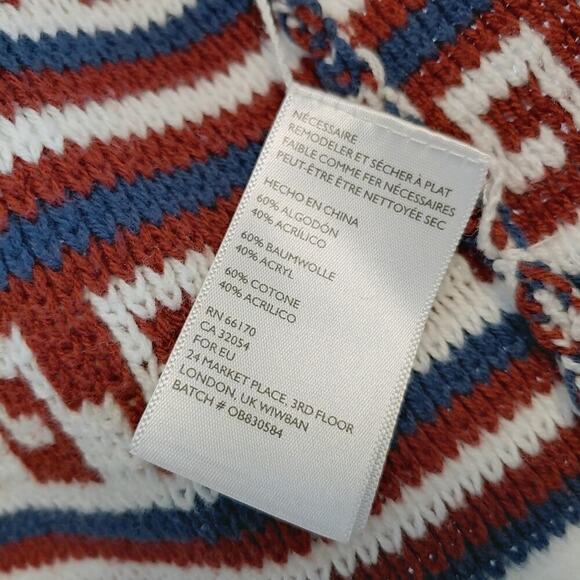 NÉCESSAIRE
REMODELER ET SÉCHER À PLAT
FAIBLE COMME FER NÉCESSAIRES
PEUT-ÊTRE ÊTRE NETTOYÉE SEC
HECHO EN CHINA
60% ALGODÓN
40% ACRÍLICO
60% BAUMWOLLE
40% ACRYL
60% COTONE
40% ACRILICO
RN 66170
CA 32054
FOR EU
24 MARKET PLACE, 3RD FLOOR
LONDON, UK WIW8AN
BATCH # OB830584